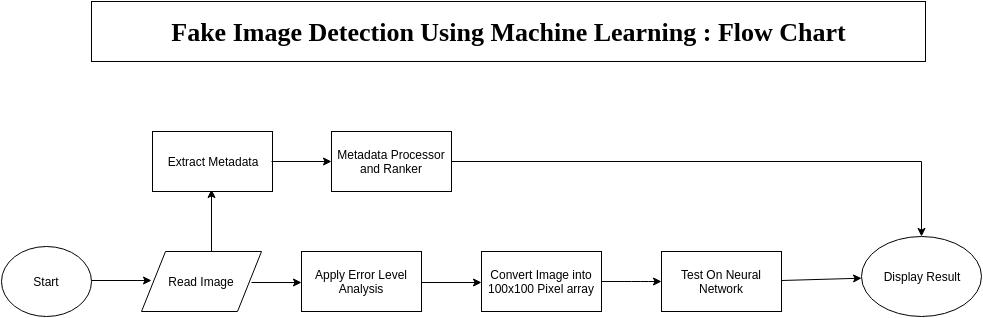 Fake Image Detection Using Machine Learning : Flow Chart
Extract Metadata
Metadata Processor
and Ranker
Start
Read Image
Apply Error Level
Analysis
Convert Image into
100x100 Pixel array
Test On Neural
Network
Display Result